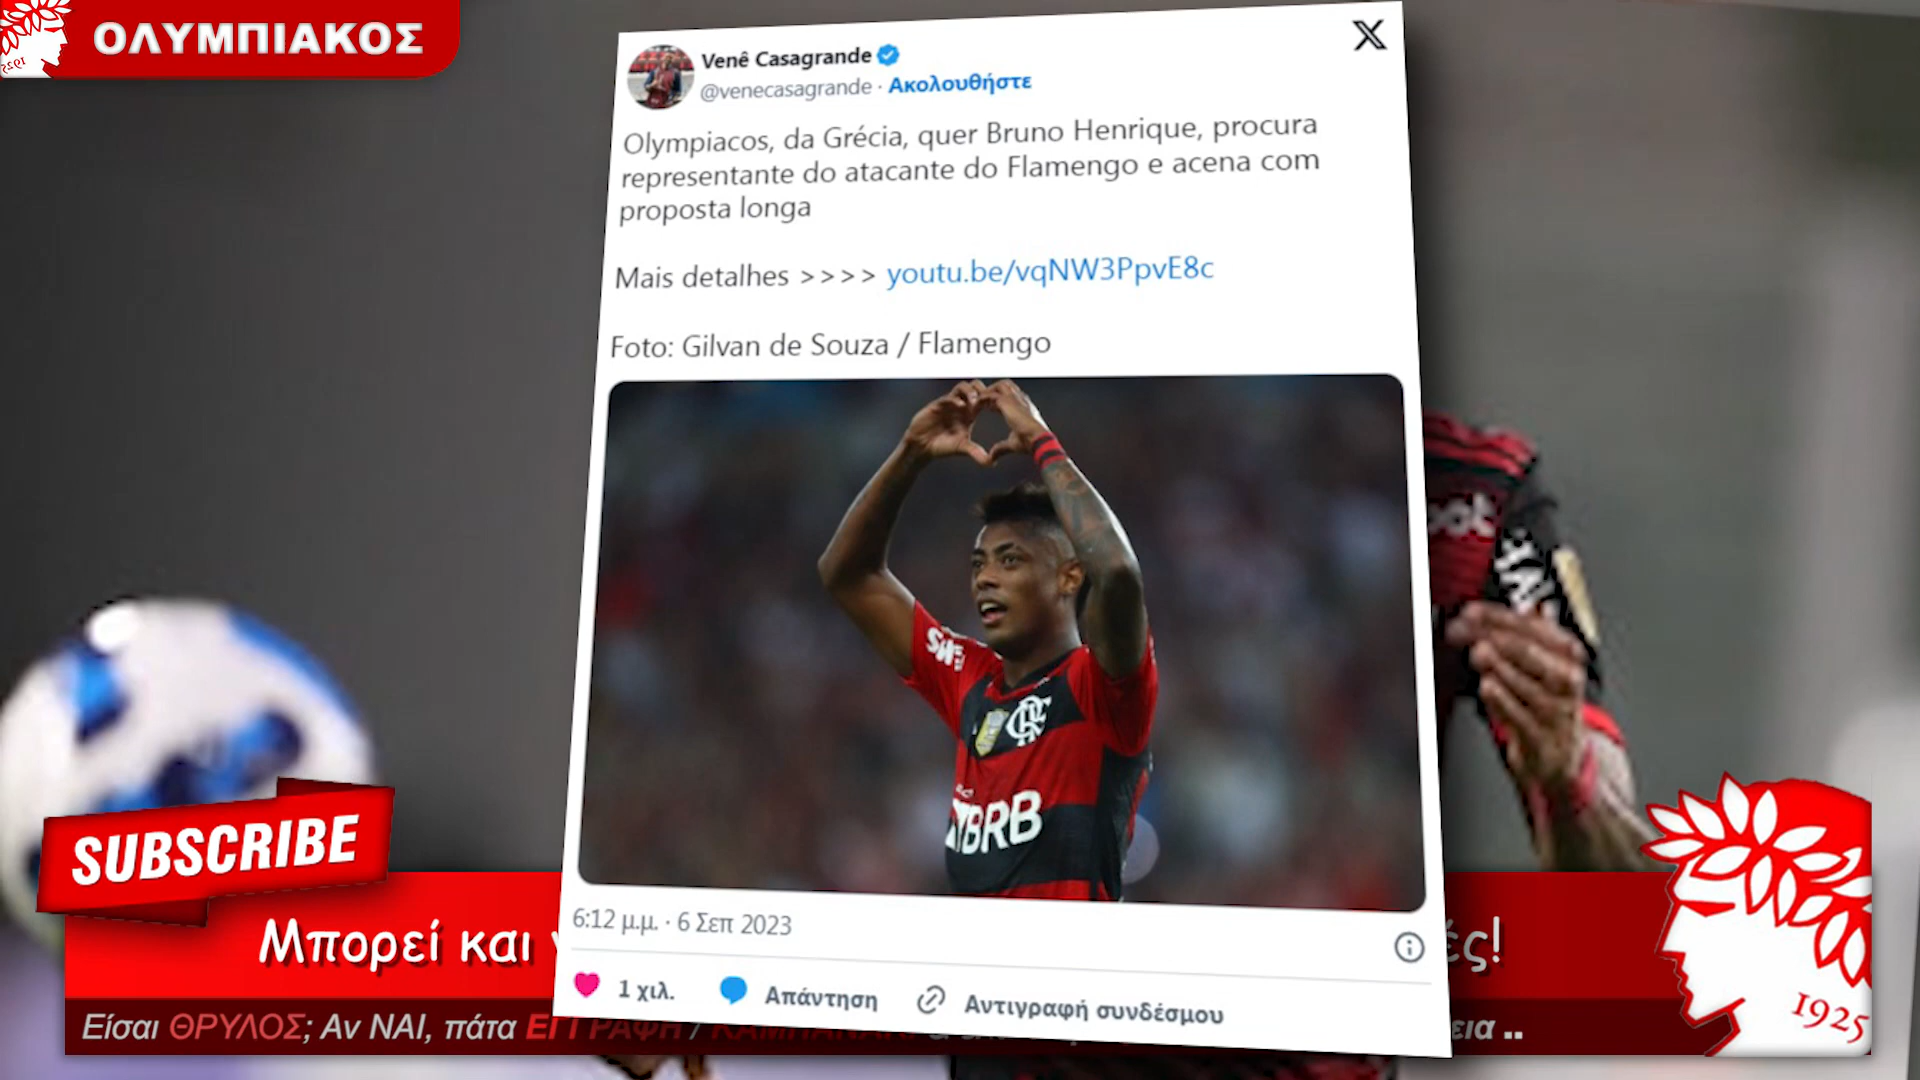 ΟΛΥΜΠΙΑΚΟΣ
1925
Venê Casagrande
@venecasagrande · Ακολουθήστε
Olympiacos, da Grécia, quer Bruno Henrique, procura
representante do atacante do Flamengo e acena com
proposta longa
Mais detalhes >>>> youtu.be/vqNW3PpvE8c
Foto: Gilvan de Souza / Flamengo
BRB
6:12 μ.μ. · 6 Σεπ 2023
1 χιλ.
Απάντηση
Αντιγραφή συνδέσμου
SUBSCRIBE
Μπορεί και
Είσαι ΘΡΥΛΟΣ; Αν ΝΑΙ, πάτα ΕΓΓΡΑΦΗ /
1925